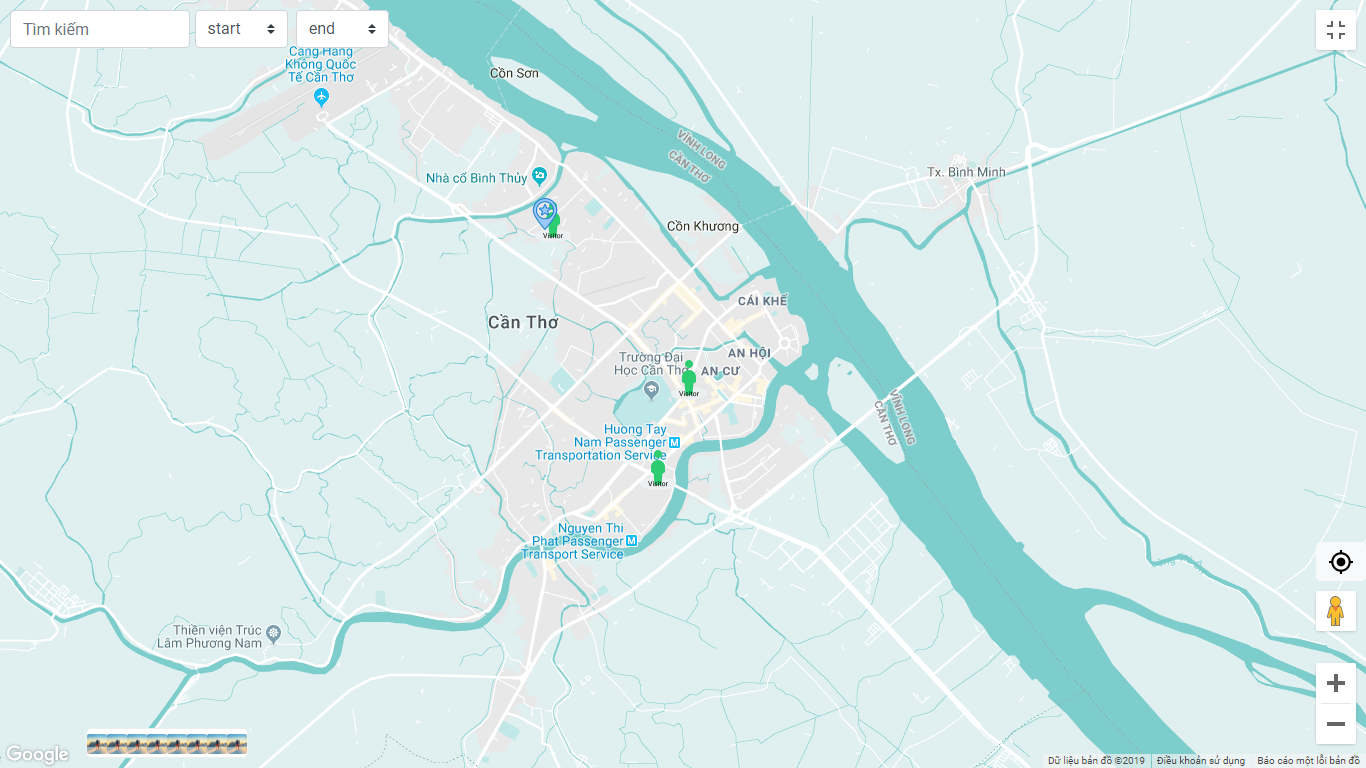 Tìm kiếm
start
end
Cảng Hàng
Không Quốc
Tế Cần Thơ
Cồn Sơn
VĨNH LONG
CẦN THƠ
Tx. Bình Minh
Nhà cổ Bình Thủy
Visitor
Cồn Khương
CÁI KHẾ
Cần Thơ
AN HỘI
Trường Đại
Học Cần Thơ
AN CƯ
Visitor
VĨNH LONG
CẦN THƠ
Huong Tay
Nam Passenger
Transportation Service
Visitor
Nguyen Thi
Phat Passenger
Transport Service
Thiền viện Trúc
Lâm Phương Nam
Google
Dữ liệu bản đồ ©2019
Điều khoản sử dụng
Báo cáo một lỗi bản đồ